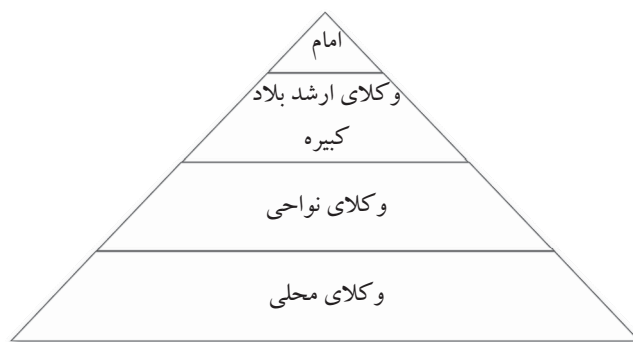 امام
وکلای ارشد بلاد
کبیره
وکلای نواحی
وکلای محلی